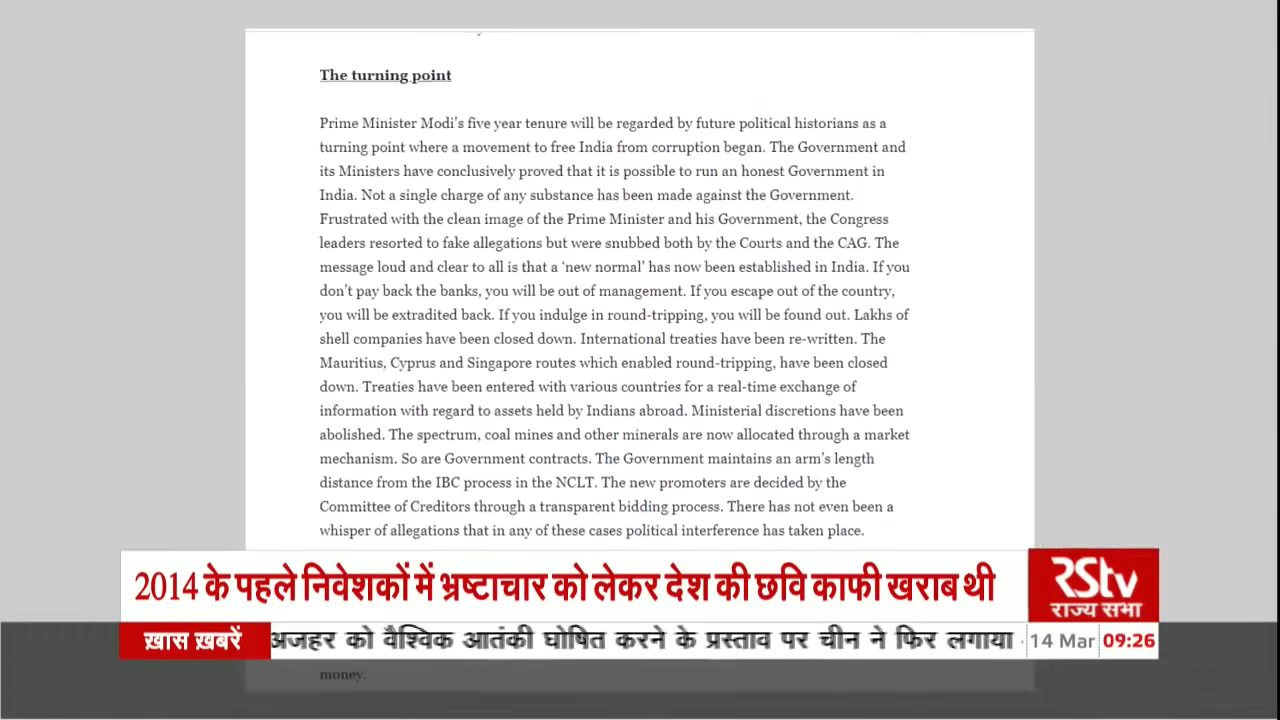 The turning point
Prime Minister Modi's five year tenure will be regarded by future political historians as a
turning point where a movement to free India from corruption began. The Government and
its Ministers have conclusively proved that it is possible to run an honest Government in
India. Not a single charge of any substance has been made against the Government.
Frustrated with the clean image of the Prime Minister and his Government, the Congress
leaders resorted to fake allegations but were snubbed both by the Courts and the CAG. The
message loud and clear to all is that a ‘new normal’ has now been established in India. If you
don't pay back the banks, you will be out of management. If you escape out of the country,
you will be extradited back. If you indulge in round-tripping, you will be found out. Lakhs of
shell companies have been closed down. International treaties have been re-written. The
Mauritius, Cyprus and Singapore routes which enabled round-tripping, have been closed
down. Treaties have been entered with various countries for a real-time exchange of
information with regard to assets held by Indians abroad. Ministerial discretions have been
abolished. The spectrum, coal mines and other minerals are now allocated through a market
mechanism. So are Government contracts. The Government maintains an arm's length
distance from the IBC process in the NCLT. The new promoters are decided by the
Committee of Creditors through a transparent bidding process. There has not even been a
whisper of allegations that in any of these cases political interference has taken place.
2014 के पहले निवेशकों में भ्रष्टाचार को लेकर देश की छवि काफी खराब थी
RStv
राज्य सभा
ख़ास ख़बरें अजहर को वैश्विक आतंकी घोषित करने के प्रस्ताव पर चीन ने फिर लगाया 14 Mar 09:26
money.